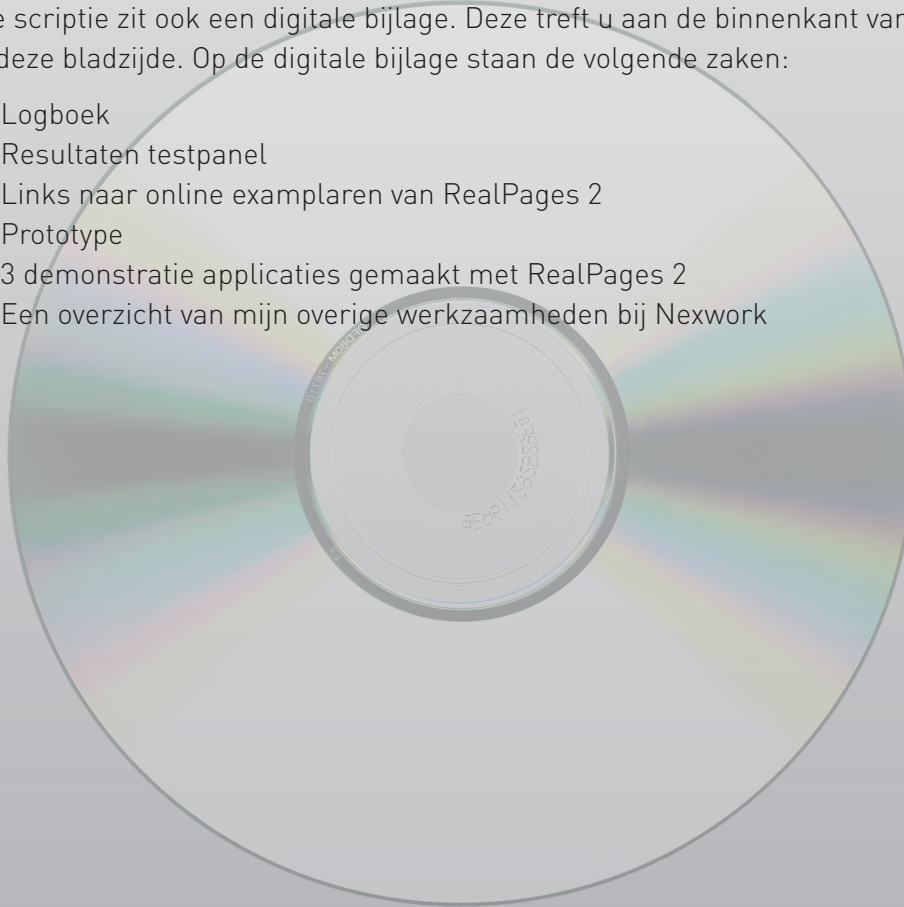 e scriptie zit ook een digitale bijlage. Deze treft u aan de binnenkant van
deze bladzijde. Op de digitale bijlage staan de volgende zaken:
Logboek
Resultaten testpanel
Links naar online examplaren van RealPages 2
Prototype
3 demonstratie applicaties gemaakt met RealPages 2
Een overzicht van mijn overige werkzaamheden bij Nexwork